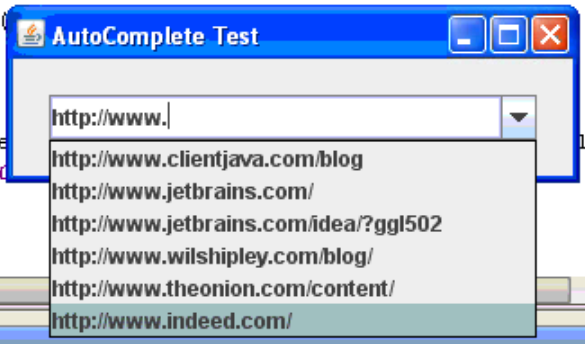 AutoComplete Test
http://www.
http://www.clientjava.com/blog
http://www.jetbrains.com/
http://www.jetbrains.com/idea/?ggl502
http://www.wilshipley.com/blog/
http://www.theonion.com/content/
http://www.indeed.com/